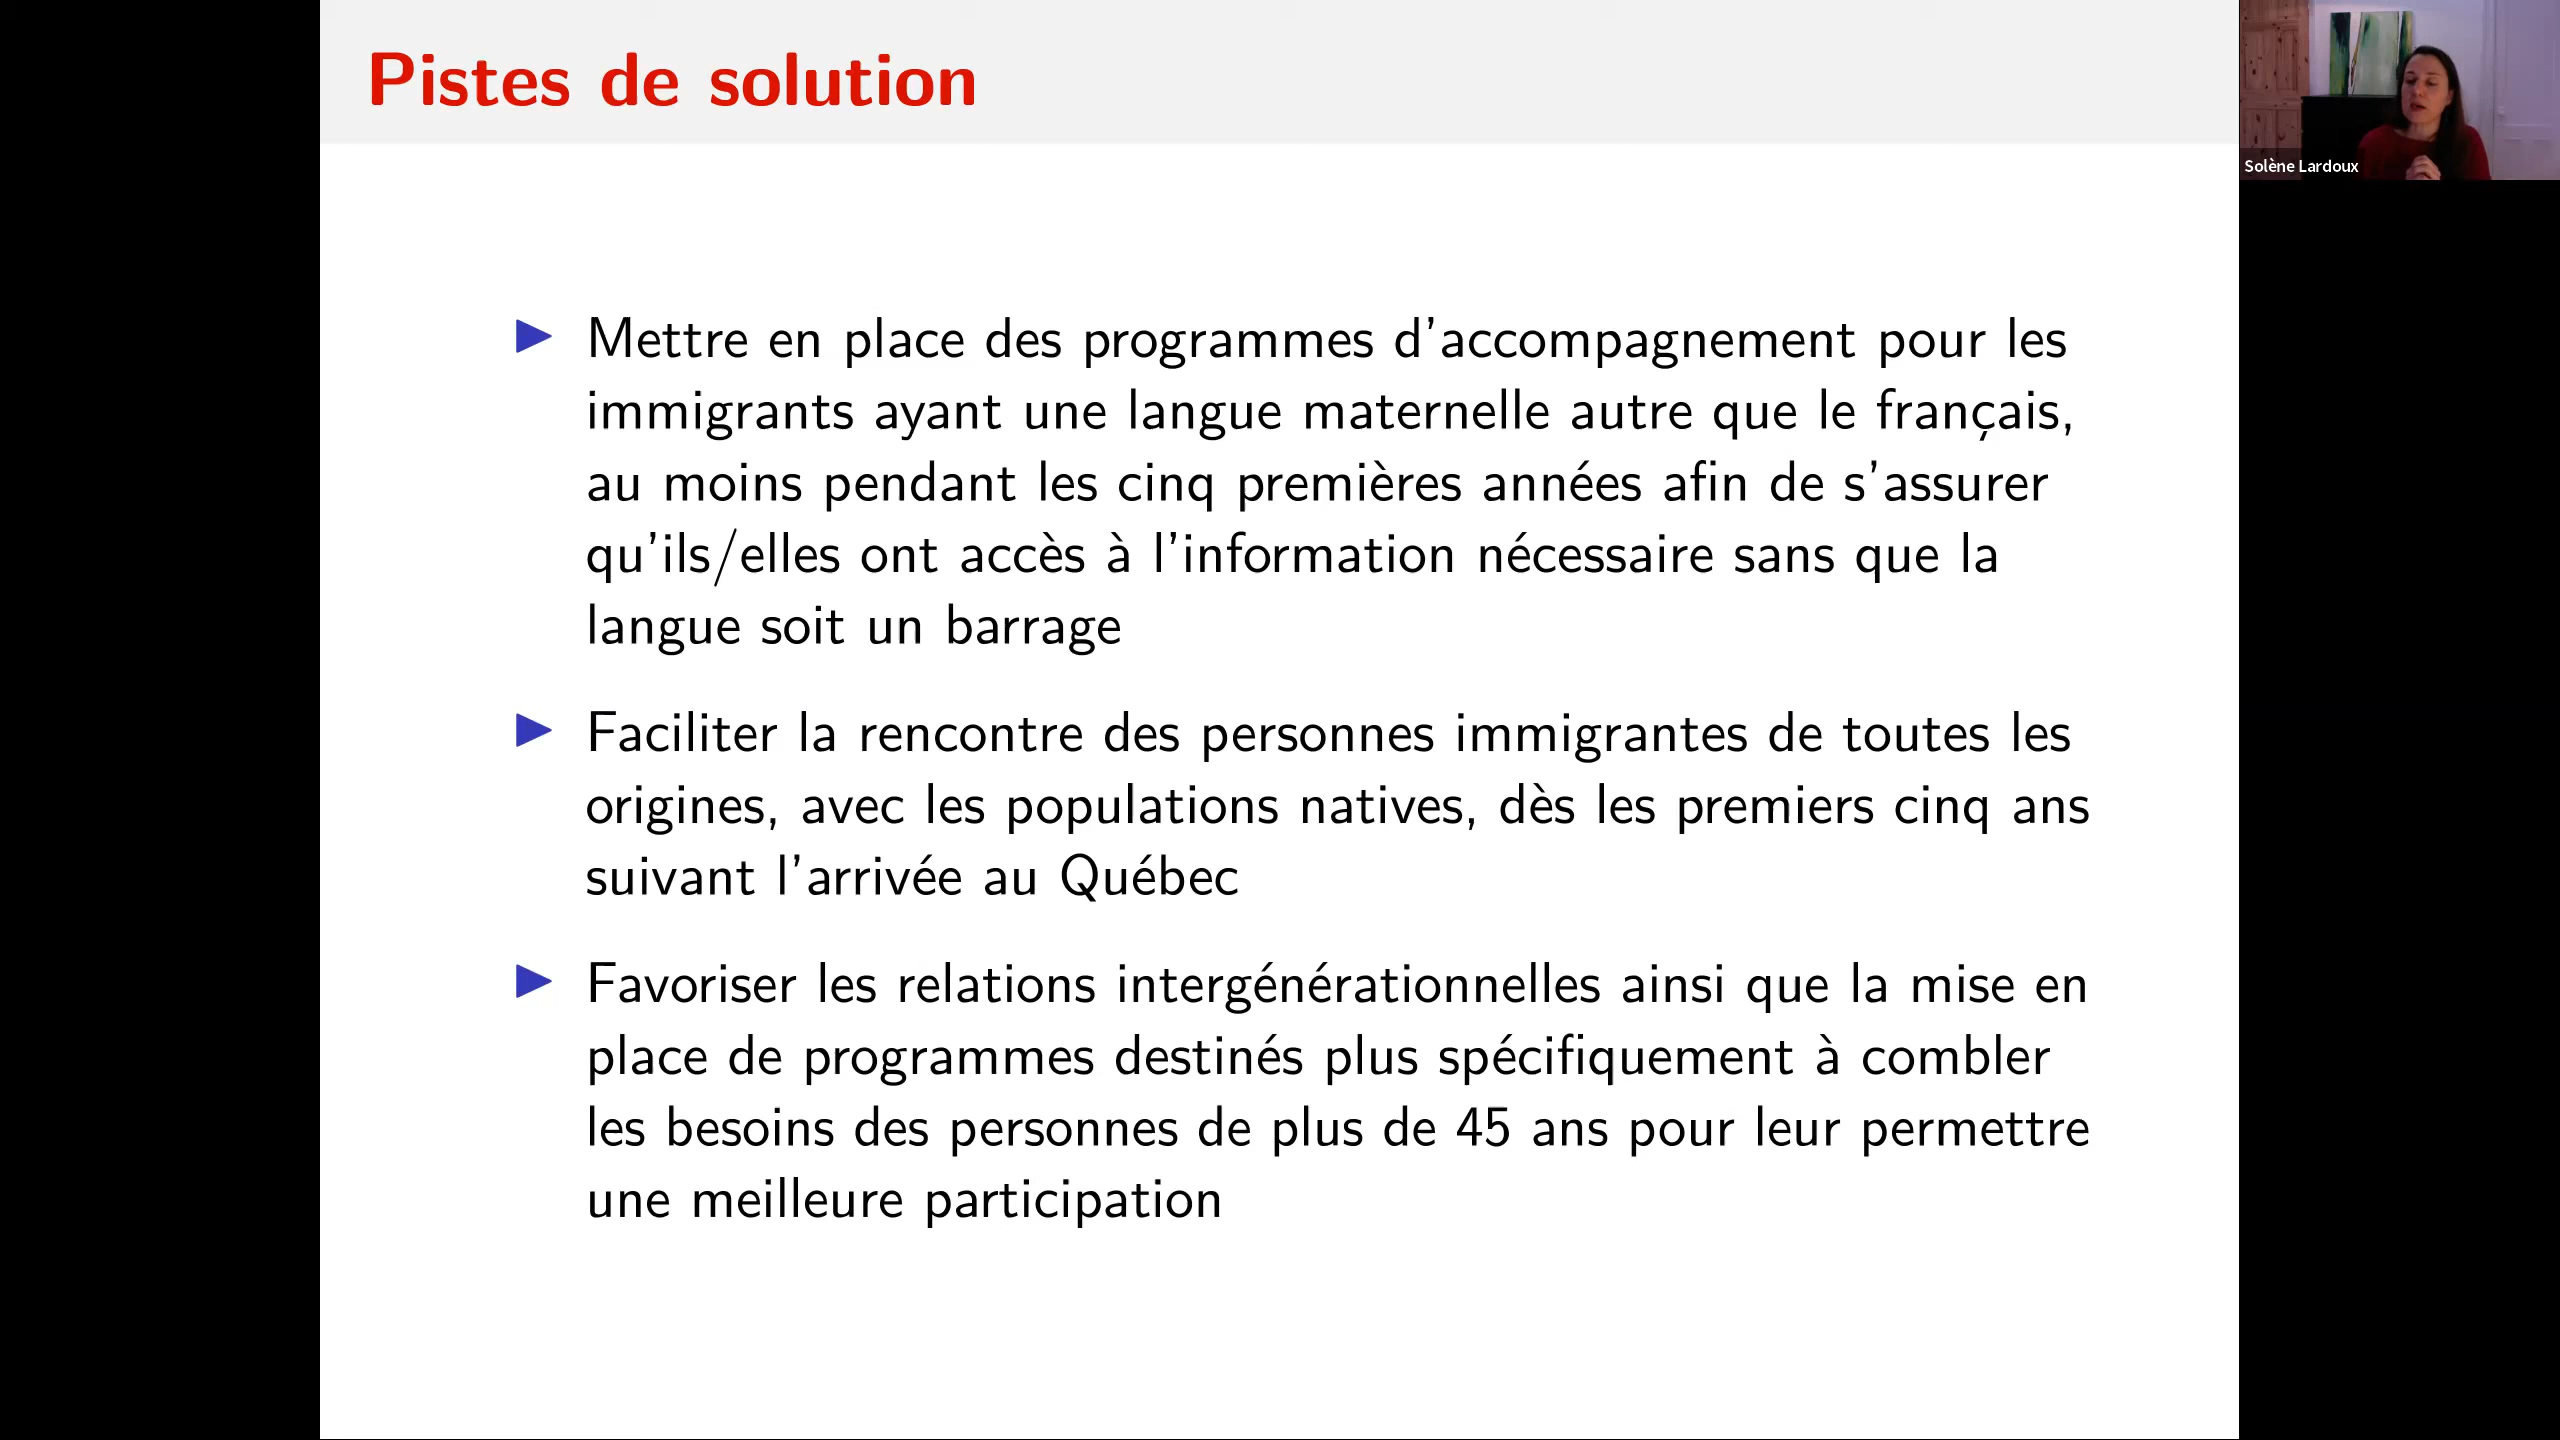 Pistes de solution
Solène Lardoux
Mettre en place des programmes d'accompagnement pour les
immigrants ayant une langue maternelle autre que le français,
au moins pendant les cinq premières années afin de s'assurer
qu'ils/elles ont accès à l'information nécessaire sans que la
langue soit un barrage
Faciliter la rencontre des personnes immigrantes de toutes les
origines, avec les populations natives, dès les premiers cinq ans
suivant l'arrivée au Québec
Favoriser les relations intergénérationnelles ainsi que la mise en
place de programmes destinés plus spécifiquement à combler
les besoins des personnes de plus de 45 ans pour leur permettre
une meilleure participation